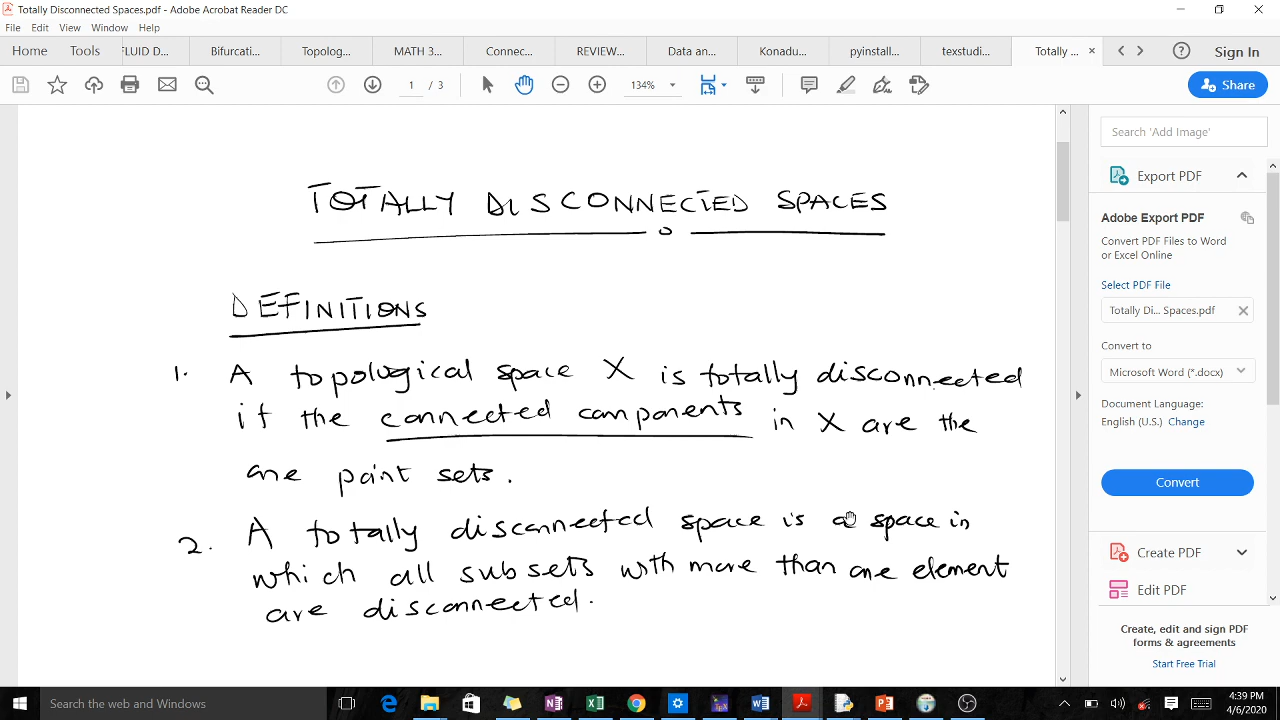 Totally Disconnected Spaces.pdf - Adobe Acrobat Reader DC
File Edit View Window Help
Home Tools FLUID D... Bifurcati... Topolog... MATH 3... Connec... REVIEW... Data an... Konadu... pyinstall... texstudi... Totally ... × Sign In
1 / 3 134% Share
TOTALLY DISCONNECTED SPACES
DEFINITIONS
1. A topological space X is totally disconnected
if the connected components in X are the
one point sets.
2. A totally disconnected space is a space in
which all subsets with more than one element
are disconnected.
Search 'Add Image'
Export PDF
Adobe Export PDF
Convert PDF Files to Word
or Excel Online
Select PDF File
Totally Di... Spaces.pdf
Convert to
Microsoft Word (*.docx)
Document Language:
English (U.S.) Change
Convert
Create PDF
Edit PDF
Create, edit and sign PDF
forms & agreements
Start Free Trial
Search the web and Windows
4:39 PM
4/6/2020